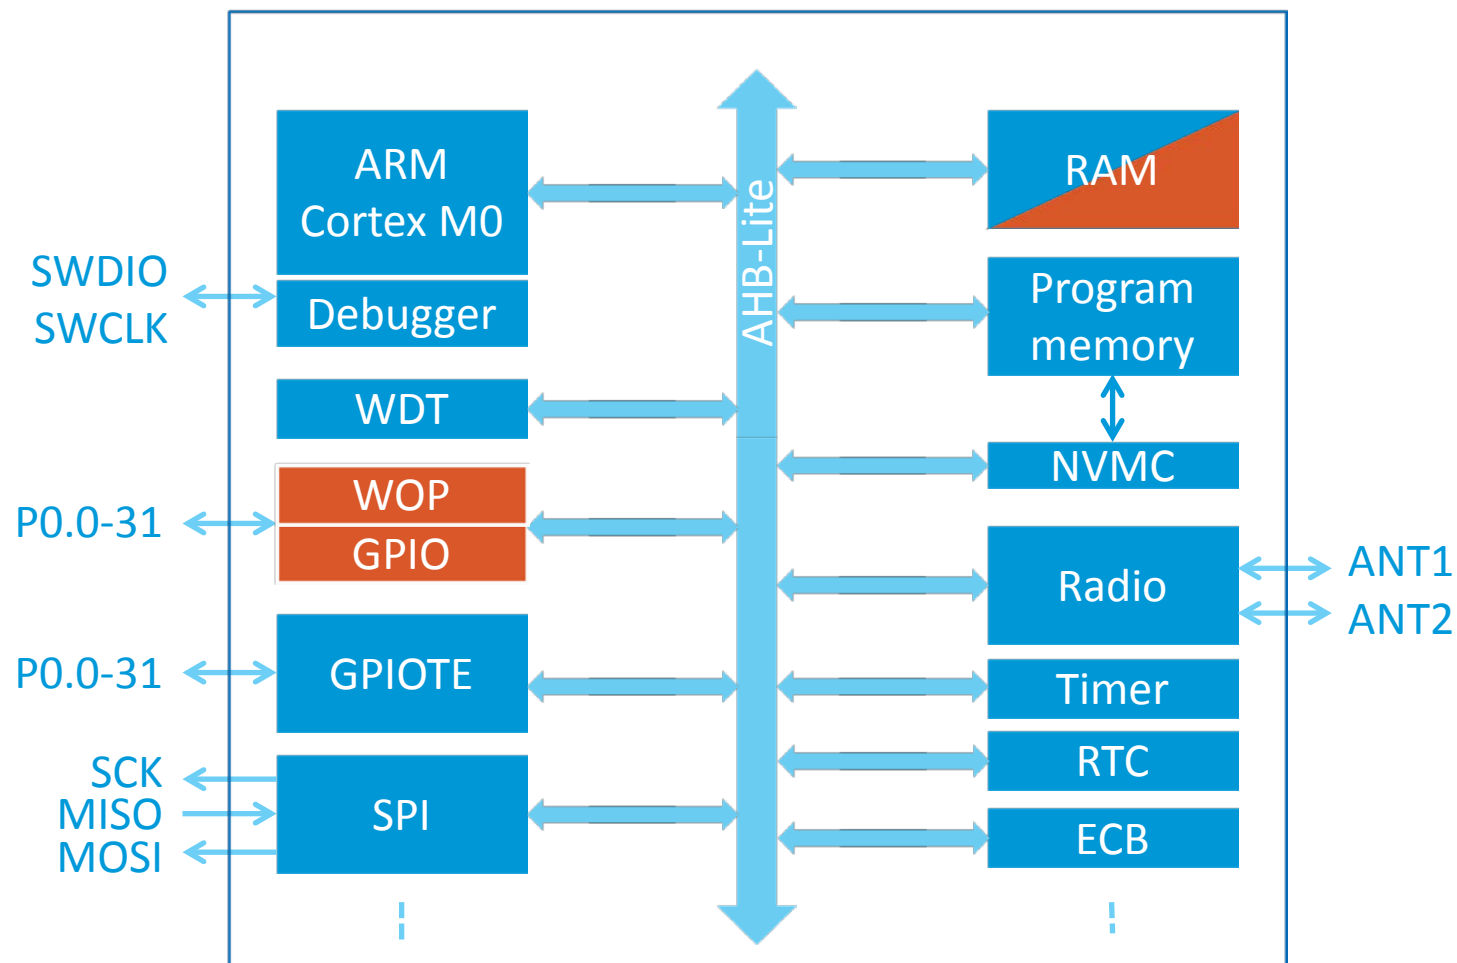 ARM
Cortex M0
SWDIO
SWCLK
Debugger
WDT
P0.0-31
WOP
GPIO
P0.0-31
GPIOTE
SCK
MISO
MOSI
SPI
AHB-Lite
RAM
Program
memory
NVMC
Radio
ANT1
ANT2
Timer
RTC
ECB